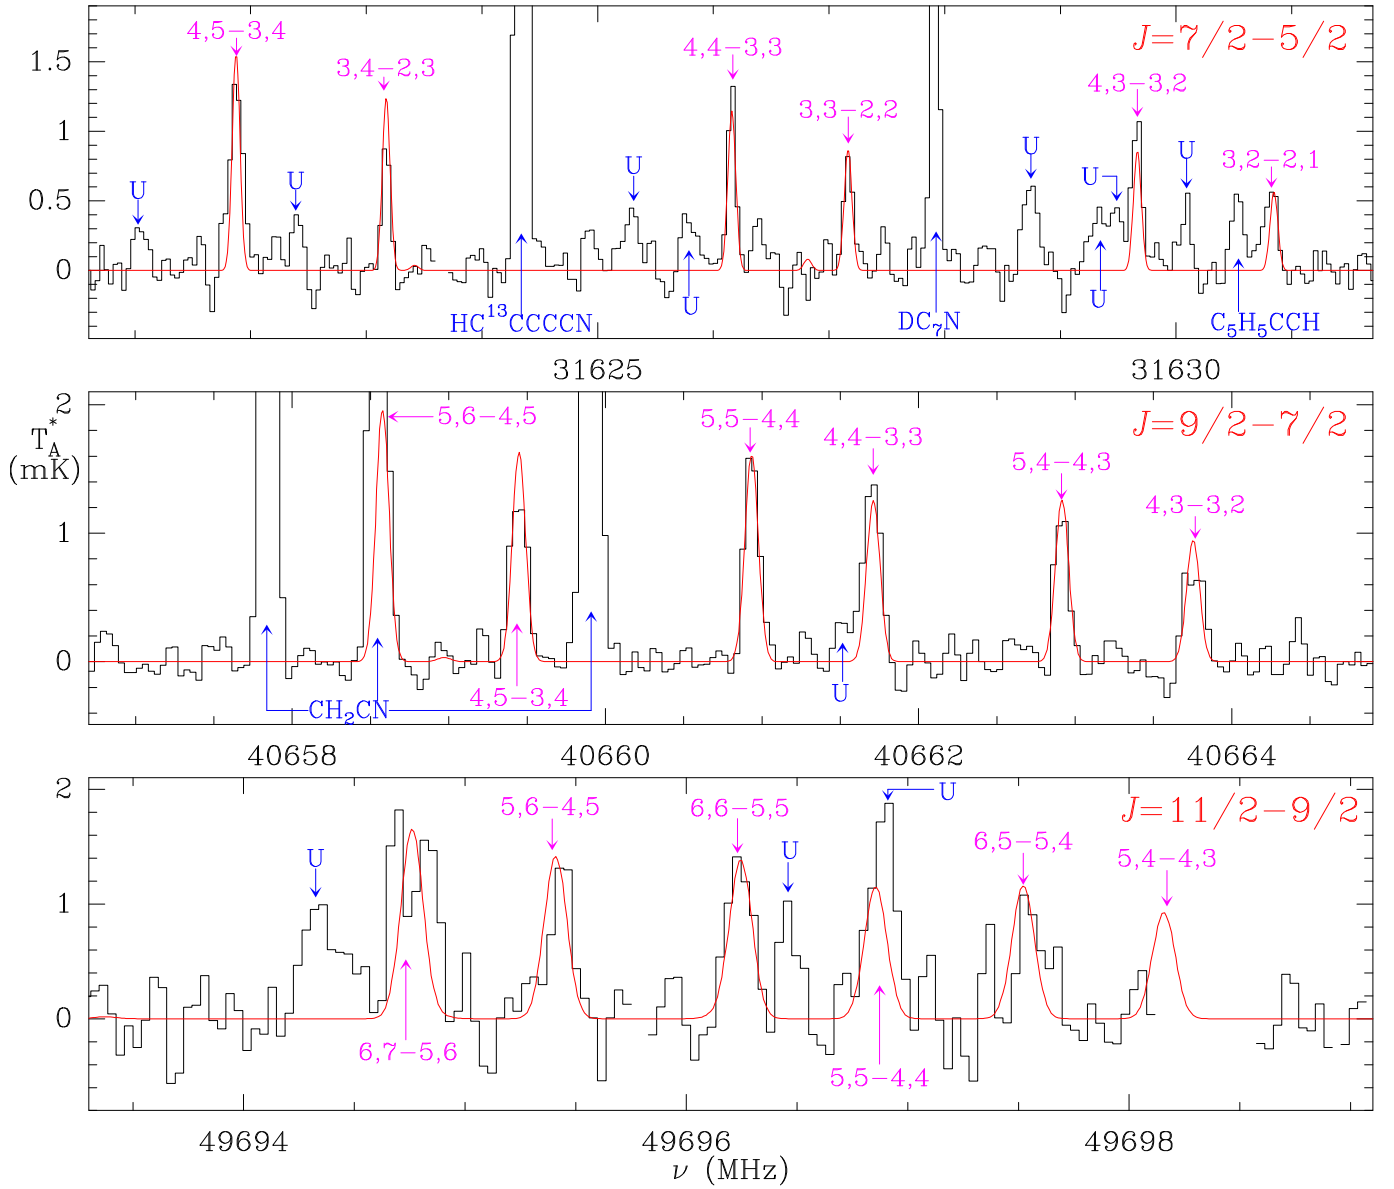 4,5−3,4
3,4−2,3
4,4−3,3
3,3−2,2
4,3−3,2
3,2−2,1
J=7/2−5/2
1.5
1
0.5
0
U
U
U
U
U
U
U
U
HC¹³CCCCN
DC₇N
C₅H₅CCH
31625
31630
T*A
(mK)
2
1
0
5,6−4,5
4,5−3,4
5,5−4,4
4,4−3,3
5,4−4,3
4,3−3,2
J=9/2−7/2
CH₂CN
U
40658
40660
40662
40664
2
1
0
U
6,7−5,6
5,6−4,5
6,6−5,5
U
U
5,5−4,4
6,5−5,4
5,4−4,3
J=11/2−9/2
49694
49696
49698
ν (MHz)